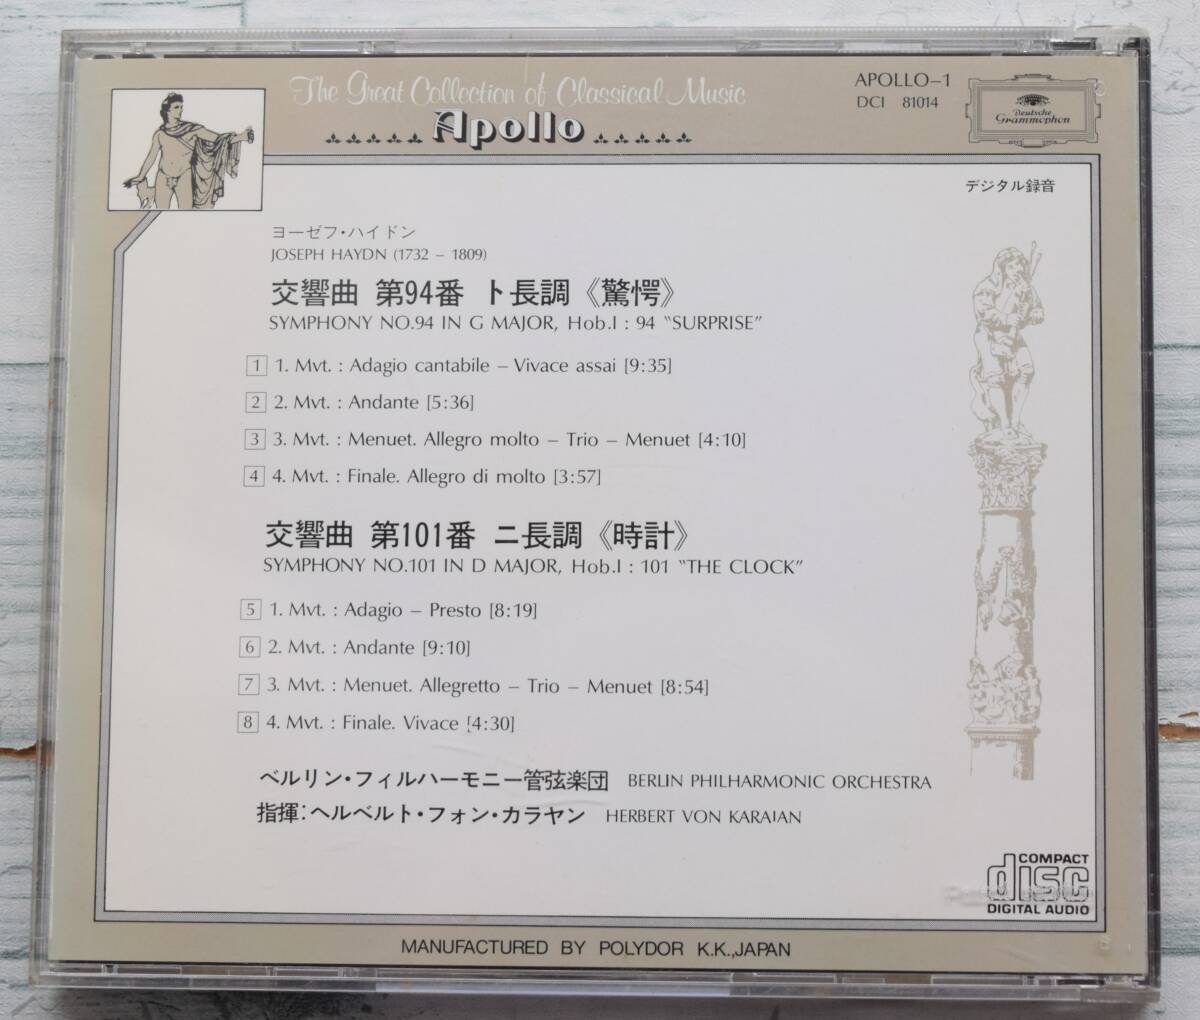 The Great Collection of Classical Music
Apollo
APOLLO-1
DCI 81014
Deutsche
Grammophon
デジタル録音
ヨーゼフ・ハイドン
JOSEPH HAYDN (1732 – 1809)
交響曲 第94番 ト長調《驚愕》
SYMPHONY NO.94 IN G MAJOR, Hob.I : 94 “SURPRISE”
1 1. Mvt. : Adagio cantabile – Vivace assai [9:35]
2 2. Mvt. : Andante [5:36]
3 3. Mvt. : Menuet. Allegro molto – Trio – Menuet [4:10]
4 4. Mvt. : Finale. Allegro di molto [3:57]
交響曲 第101番 ニ長調《時計》
SYMPHONY NO.101 IN D MAJOR, Hob.I : 101 “THE CLOCK”
5 1. Mvt. : Adagio – Presto [8:19]
6 2. Mvt. : Andante [9:10]
7 3. Mvt. : Menuet. Allegretto – Trio – Menuet [8:54]
8 4. Mvt. : Finale. Vivace [4:30]
ベルリン・フィルハーモニー管弦楽団 BERLIN PHILHARMONIC ORCHESTRA
指揮:ヘルベルト・フォン・カラヤン HERBERT VON KARAJAN
COMPACT
disc
DIGITAL AUDIO
MANUFACTURED BY POLYDOR K.K.,JAPAN